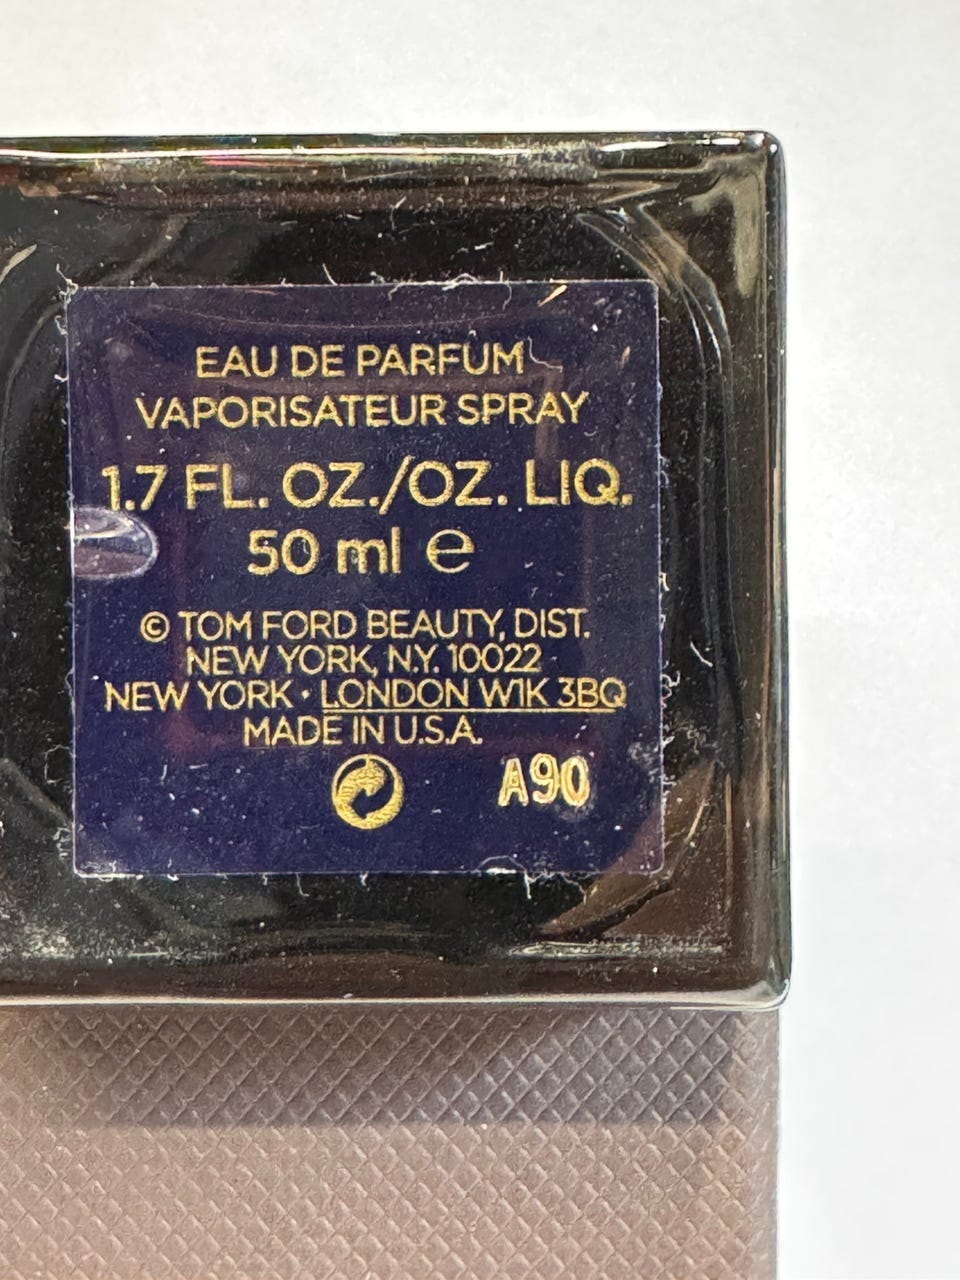 EAU DE PARFUM
VAPORISATEUR SPRAY
1.7 FL. OZ./OZ. LIQ.
50 ml ℮
© TOM FORD BEAUTY, DIST.
NEW YORK, N.Y. 10022
NEW YORK · LONDON W1K 3BQ
MADE IN U.S.A.
A90